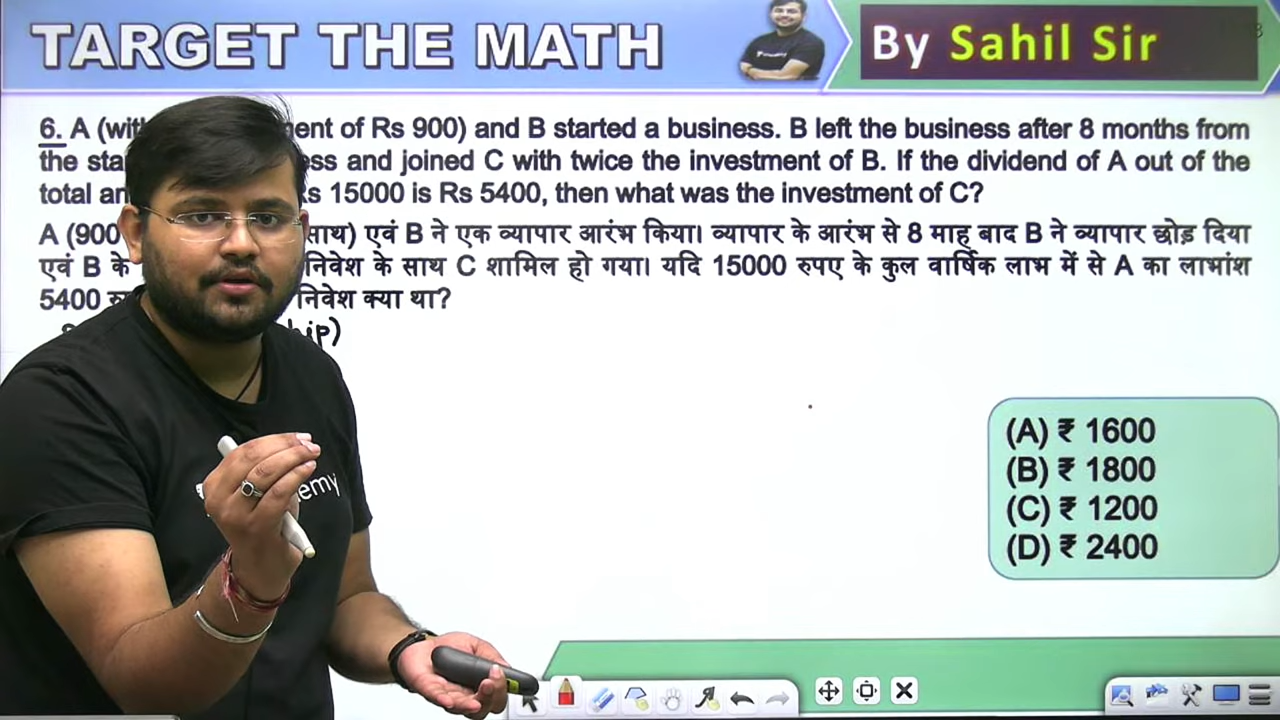 TARGET THE MATH
By Sahil Sir
6. A (with ent of Rs 900) and B started a business. B left the business after 8 months from
the sta ess and joined C with twice the investment of B. If the dividend of A out of the
total an Rs 15000 is Rs 5400, then what was the investment of C?
A (900 साथ) एवं B ने एक व्यापार आरंभ किया। व्यापार के आरंभ से 8 माह बाद B ने व्यापार छोड़ दिया
एवं B के निवेश के साथ C शामिल हो गया। यदि 15000 रुपए के कुल वार्षिक लाभ में से A का लाभांश
5400 निवेश क्या था?
hip)
(A) ₹ 1600
(B) ₹ 1800
(C) ₹ 1200
(D) ₹ 2400
emy